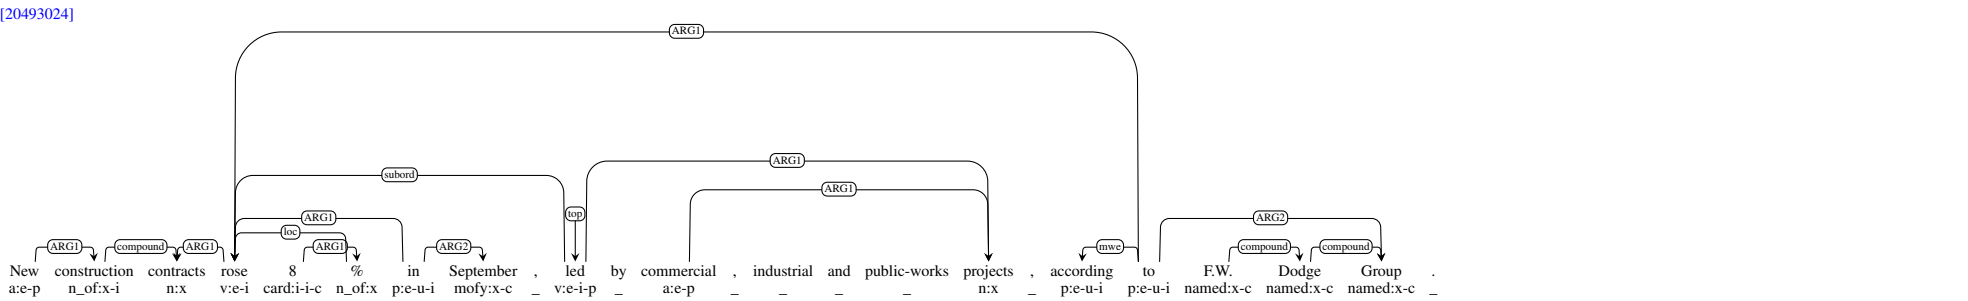 [20493024]
ARG1
ARG1
subord
ARG1
top
ARG1 ARG2
loc
ARG1 compound ARG1 ARG1 ARG2 mwe compound compound
New construction contracts rose 8 % in September , led by commercial , industrial and public-works projects , according to F.W. Dodge Group .
a:e-p n_of:x-i n:x v:e-i card:i-i-c n_of:x p:e-u-i mofy:x-c _ v:e-i-p _ a:e-p _ _ _ _ n:x _ p:e-u-i p:e-u-i named:x-c named:x-c named:x-c _